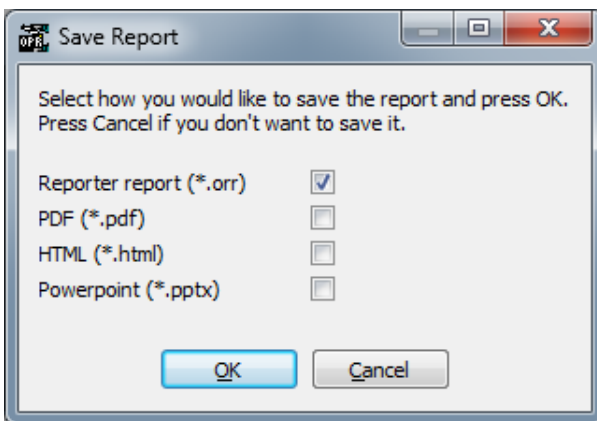 OPR
Save Report
Select how you would like to save the report and press OK.
Press Cancel if you don't want to save it.
Reporter report (*.orr)
PDF (*.pdf)
HTML (*.html)
Powerpoint (*.pptx)
OK
Cancel